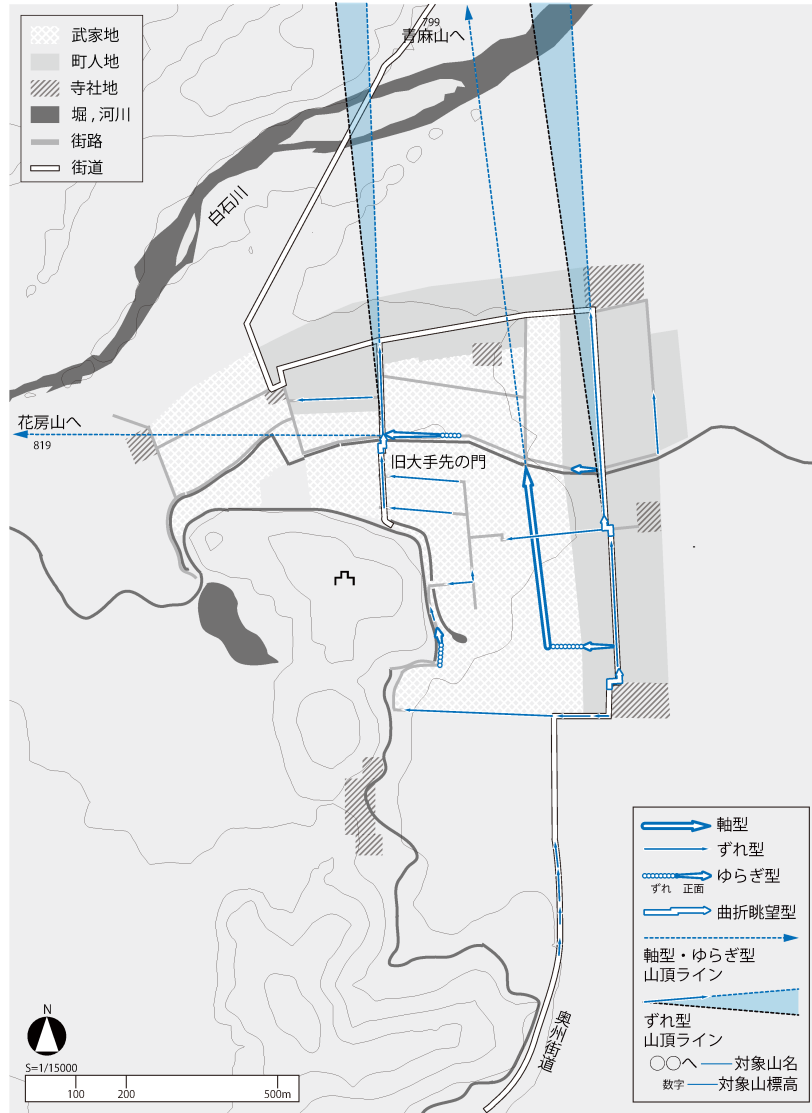 武家地
町人地
寺社地
堀，河川
街路
街道
799
青麻山へ
白石川
花房山へ
819
旧大手先の門
奥州街道
軸型
ずれ型
ゆらぎ型
ずれ 正面
曲折眺望型
軸型・ゆらぎ型
山頂ライン
ずれ型
山頂ライン
○○へ 対象山名
数字 対象山標高
N
S=1/15000
100 200 500m